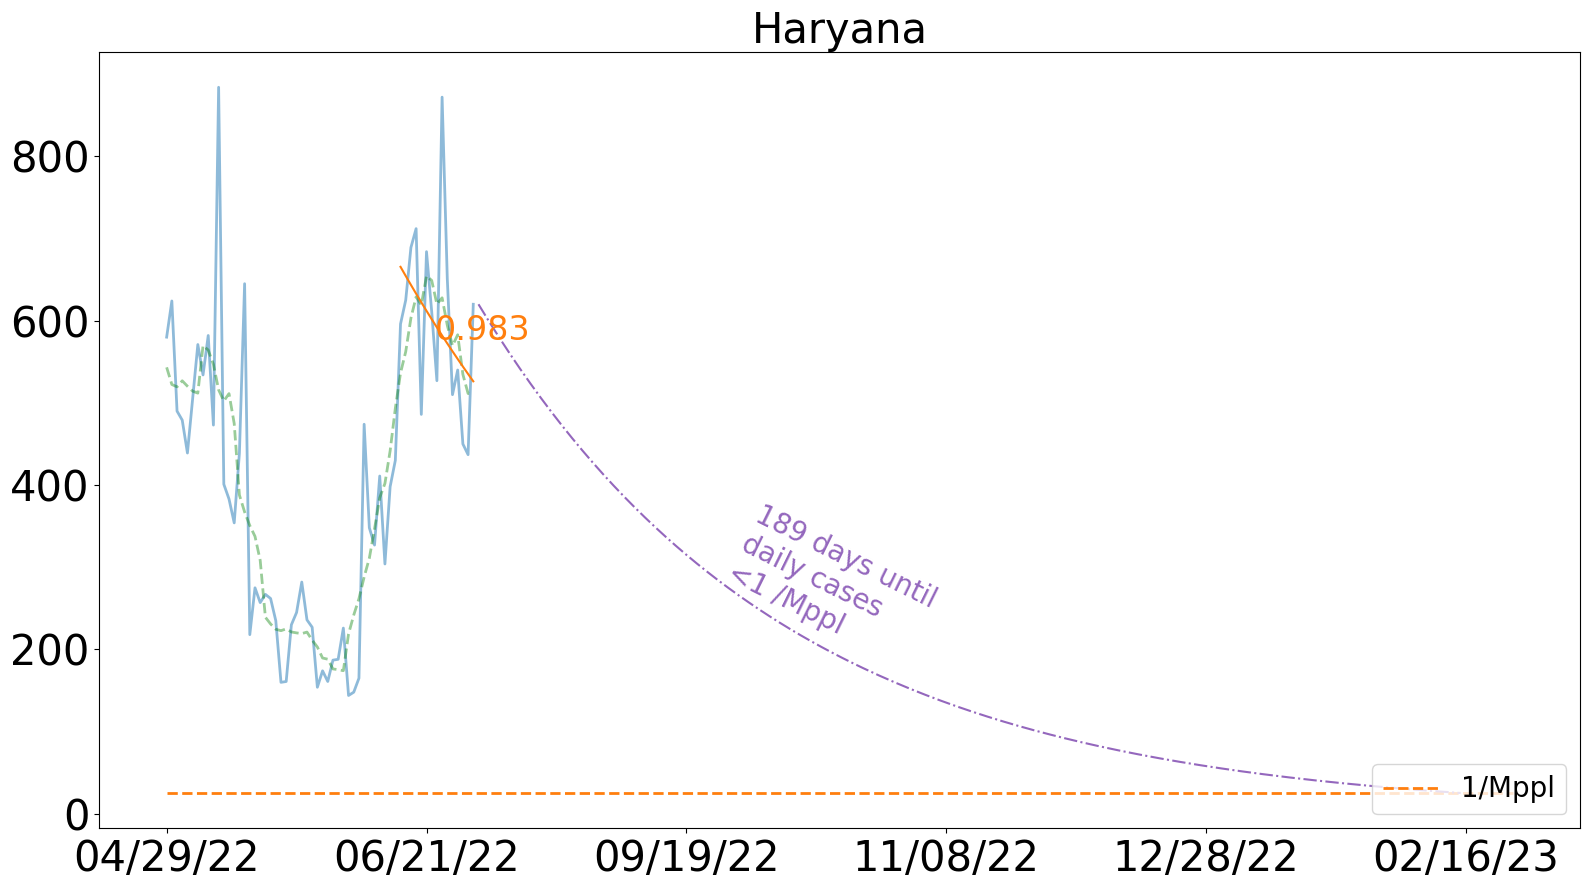 Haryana
800
600
400
200
0
0.983
189 days until
daily cases
<1 /Mppl
1/Mppl
04/29/22 06/21/22 09/19/22 11/08/22 12/28/22 02/16/23